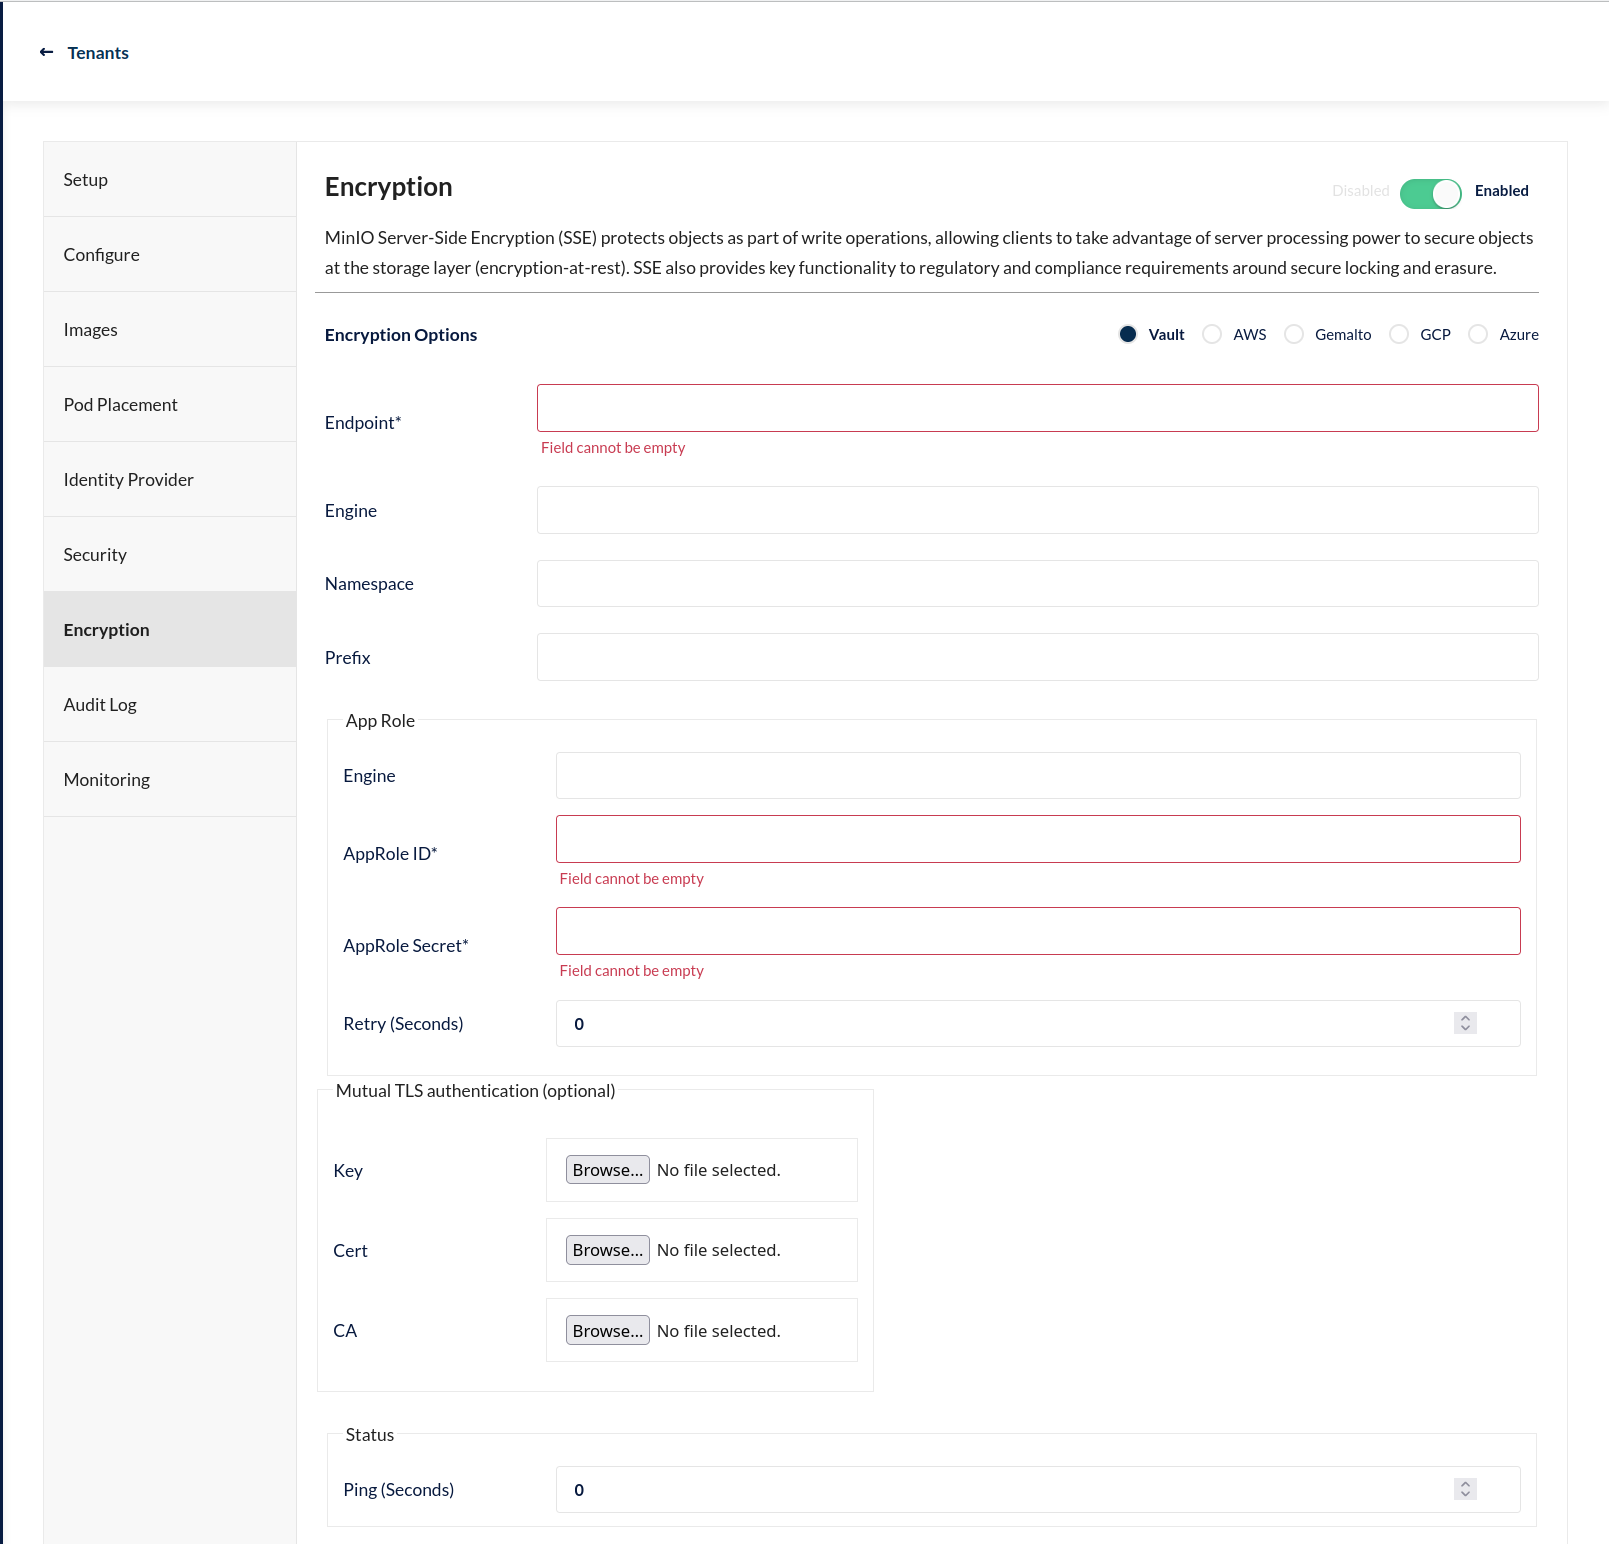 ← Tenants
Setup
Configure
Images
Pod Placement
Identity Provider
Security
Encryption
Audit Log
Monitoring
Encryption
Disabled Enabled
MinIO Server-Side Encryption (SSE) protects objects as part of write operations, allowing clients to take advantage of server processing power to secure objects
at the storage layer (encryption-at-rest). SSE also provides key functionality to regulatory and compliance requirements around secure locking and erasure.
Encryption Options Vault AWS Gemalto GCP Azure
Endpoint*
Field cannot be empty
Engine
Namespace
Prefix
App Role
Engine
AppRole ID*
Field cannot be empty
AppRole Secret*
Field cannot be empty
Retry (Seconds) 0
Mutual TLS authentication (optional)
Key Browse... No file selected.
Cert Browse... No file selected.
CA Browse... No file selected.
Status
Ping (Seconds) 0